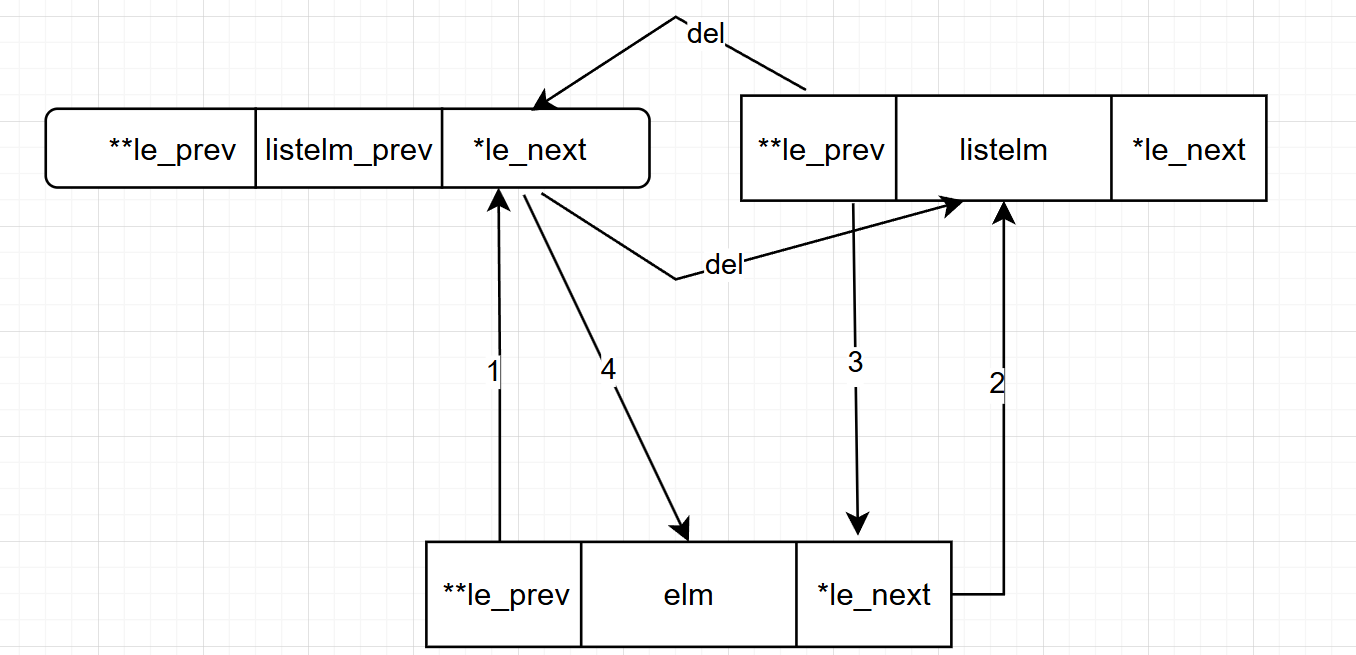 del
**le_prev listelm_prev *le_next
**le_prev listelm *le_next
del
1
4
3
2
**le_prev elm *le_next